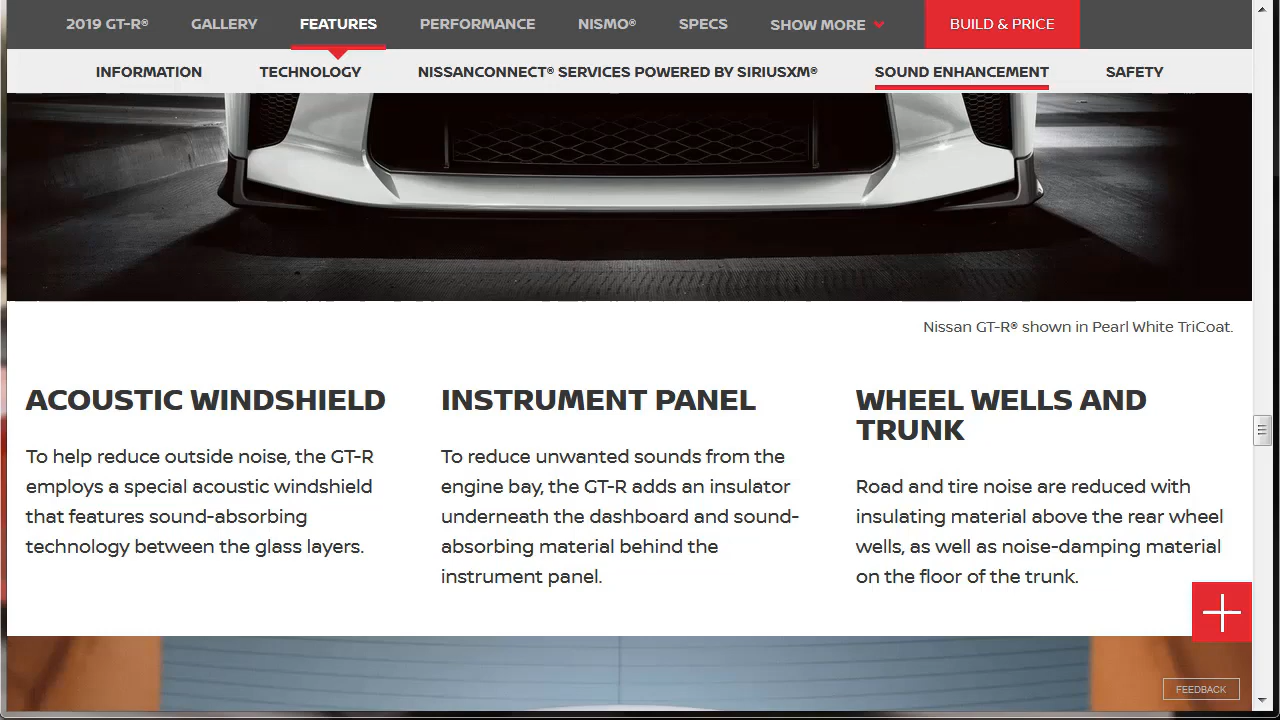 2019 GT-R® GALLERY FEATURES PERFORMANCE NISMO® SPECS SHOW MORE BUILD & PRICE
INFORMATION TECHNOLOGY NISSANCONNECT® SERVICES POWERED BY SIRIUSXM® SOUND ENHANCEMENT SAFETY
Nissan GT-R® shown in Pearl White TriCoat.
ACOUSTIC WINDSHIELD
To help reduce outside noise, the GT-R
employs a special acoustic windshield
that features sound-absorbing
technology between the glass layers.
INSTRUMENT PANEL
To reduce unwanted sounds from the
engine bay, the GT-R adds an insulator
underneath the dashboard and sound-
absorbing material behind the
instrument panel.
WHEEL WELLS AND
TRUNK
Road and tire noise are reduced with
insulating material above the rear wheel
wells, as well as noise-damping material
on the floor of the trunk.
FEEDBACK